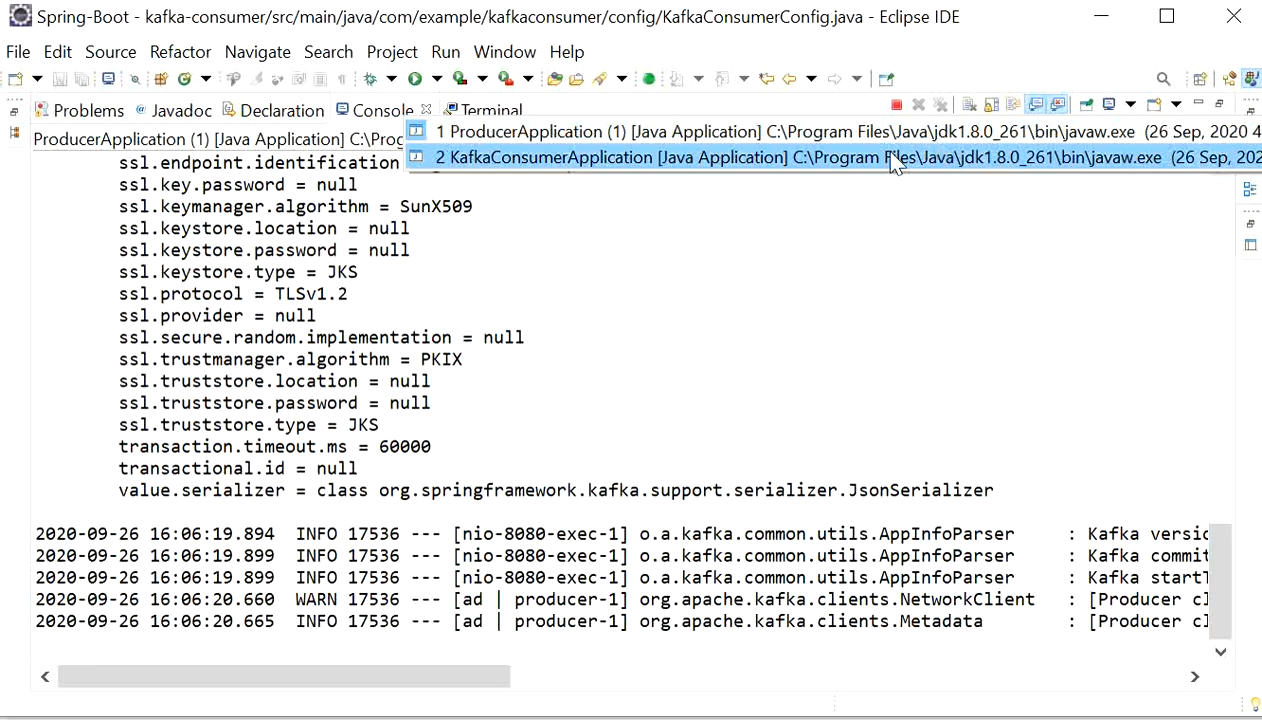 Spring-Boot - kafka-consumer/src/main/java/com/example/kafkaconsumer/config/KafkaConsumerConfig.java - Eclipse IDE
File Edit Source Refactor Navigate Search Project Run Window Help
Problems @ Javadoc Declaration Console Terminal
ProducerApplication (1) [Java Application] C:\Pro
1 ProducerApplication (1) [Java Application] C:\Program Files\Java\jdk1.8.0_261\bin\javaw.exe (26 Sep, 2020 4
2 KafkaConsumerApplication [Java Application] C:\Program Files\Java\jdk1.8.0_261\bin\javaw.exe (26 Sep, 202
ssl.endpoint.identification
ssl.key.password = null
ssl.keymanager.algorithm = SunX509
ssl.keystore.location = null
ssl.keystore.password = null
ssl.keystore.type = JKS
ssl.protocol = TLSv1.2
ssl.provider = null
ssl.secure.random.implementation = null
ssl.trustmanager.algorithm = PKIX
ssl.truststore.location = null
ssl.truststore.password = null
ssl.truststore.type = JKS
transaction.timeout.ms = 60000
transactional.id = null
value.serializer = class org.springframework.kafka.support.serializer.JsonSerializer
2020-09-26 16:06:19.894 INFO 17536 --- [nio-8080-exec-1] o.a.kafka.common.utils.AppInfoParser : Kafka versio
2020-09-26 16:06:19.899 INFO 17536 --- [nio-8080-exec-1] o.a.kafka.common.utils.AppInfoParser : Kafka commit
2020-09-26 16:06:19.899 INFO 17536 --- [nio-8080-exec-1] o.a.kafka.common.utils.AppInfoParser : Kafka startT
2020-09-26 16:06:20.660 WARN 17536 --- [ad | producer-1] org.apache.kafka.clients.NetworkClient : [Producer cl
2020-09-26 16:06:20.665 INFO 17536 --- [ad | producer-1] org.apache.kafka.clients.Metadata : [Producer cl